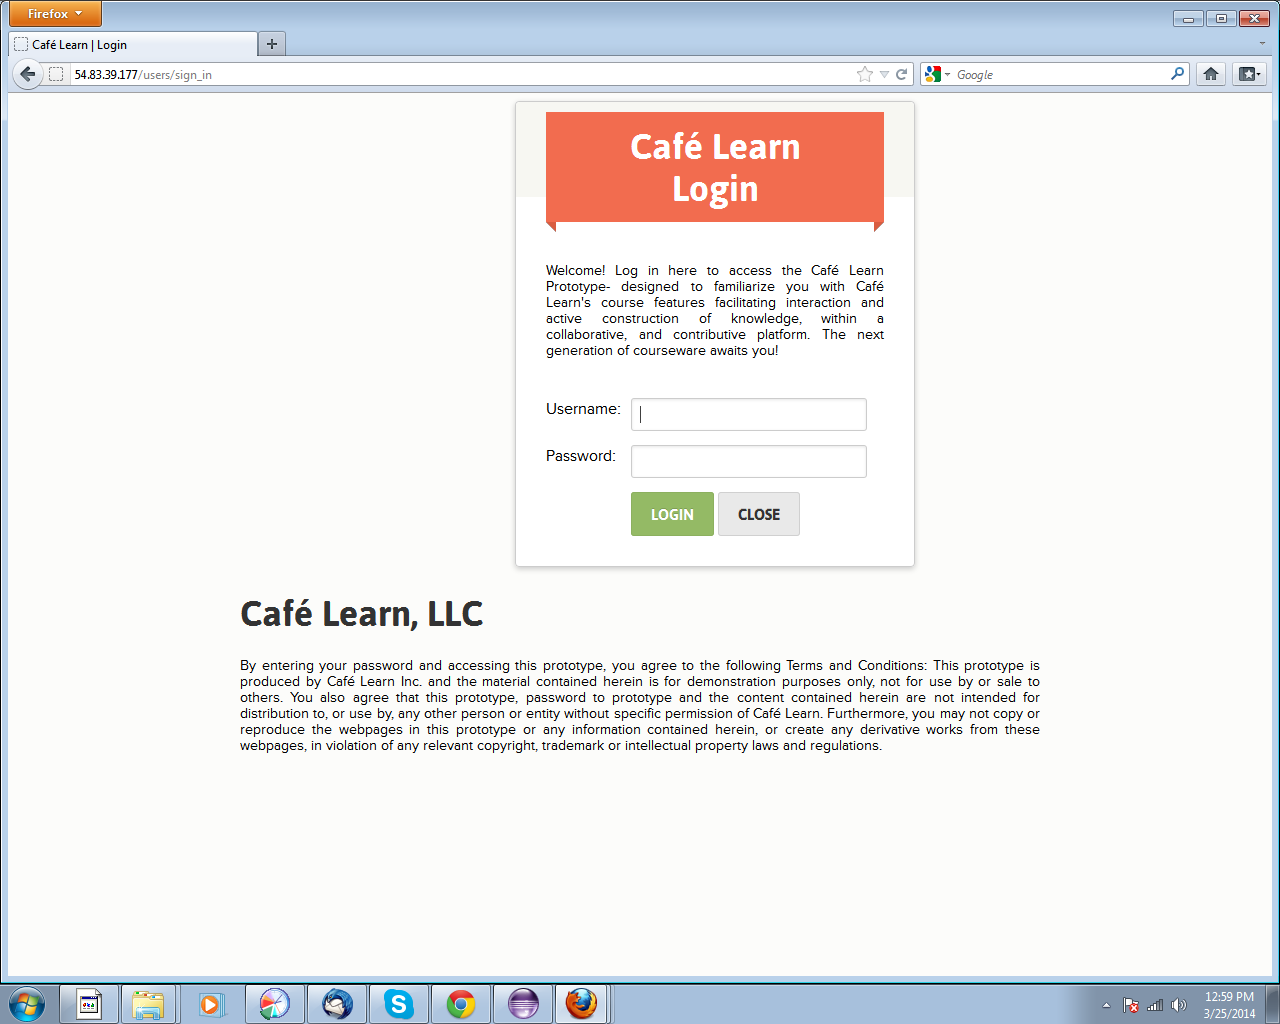 Firefox
Café Learn | Login
54.83.39.177/users/sign_in
Google
Café Learn
Login
Welcome! Log in here to access the Café Learn
Prototype- designed to familiarize you with Café
Learn's course features facilitating interaction and
active construction of knowledge, within a
collaborative, and contributive platform. The next
generation of courseware awaits you!
Username:
Password:
LOGIN CLOSE
Café Learn, LLC
By entering your password and accessing this prototype, you agree to the following Terms and Conditions: This prototype is
produced by Café Learn Inc. and the material contained herein is for demonstration purposes only, not for use by or sale to
others. You also agree that this prototype, password to prototype and the content contained herein are not intended for
distribution to, or use by, any other person or entity without specific permission of Café Learn. Furthermore, you may not copy or
reproduce the webpages in this prototype or any information contained herein, or create any derivative works from these
webpages, in violation of any relevant copyright, trademark or intellectual property laws and regulations.
12:59 PM
3/25/2014